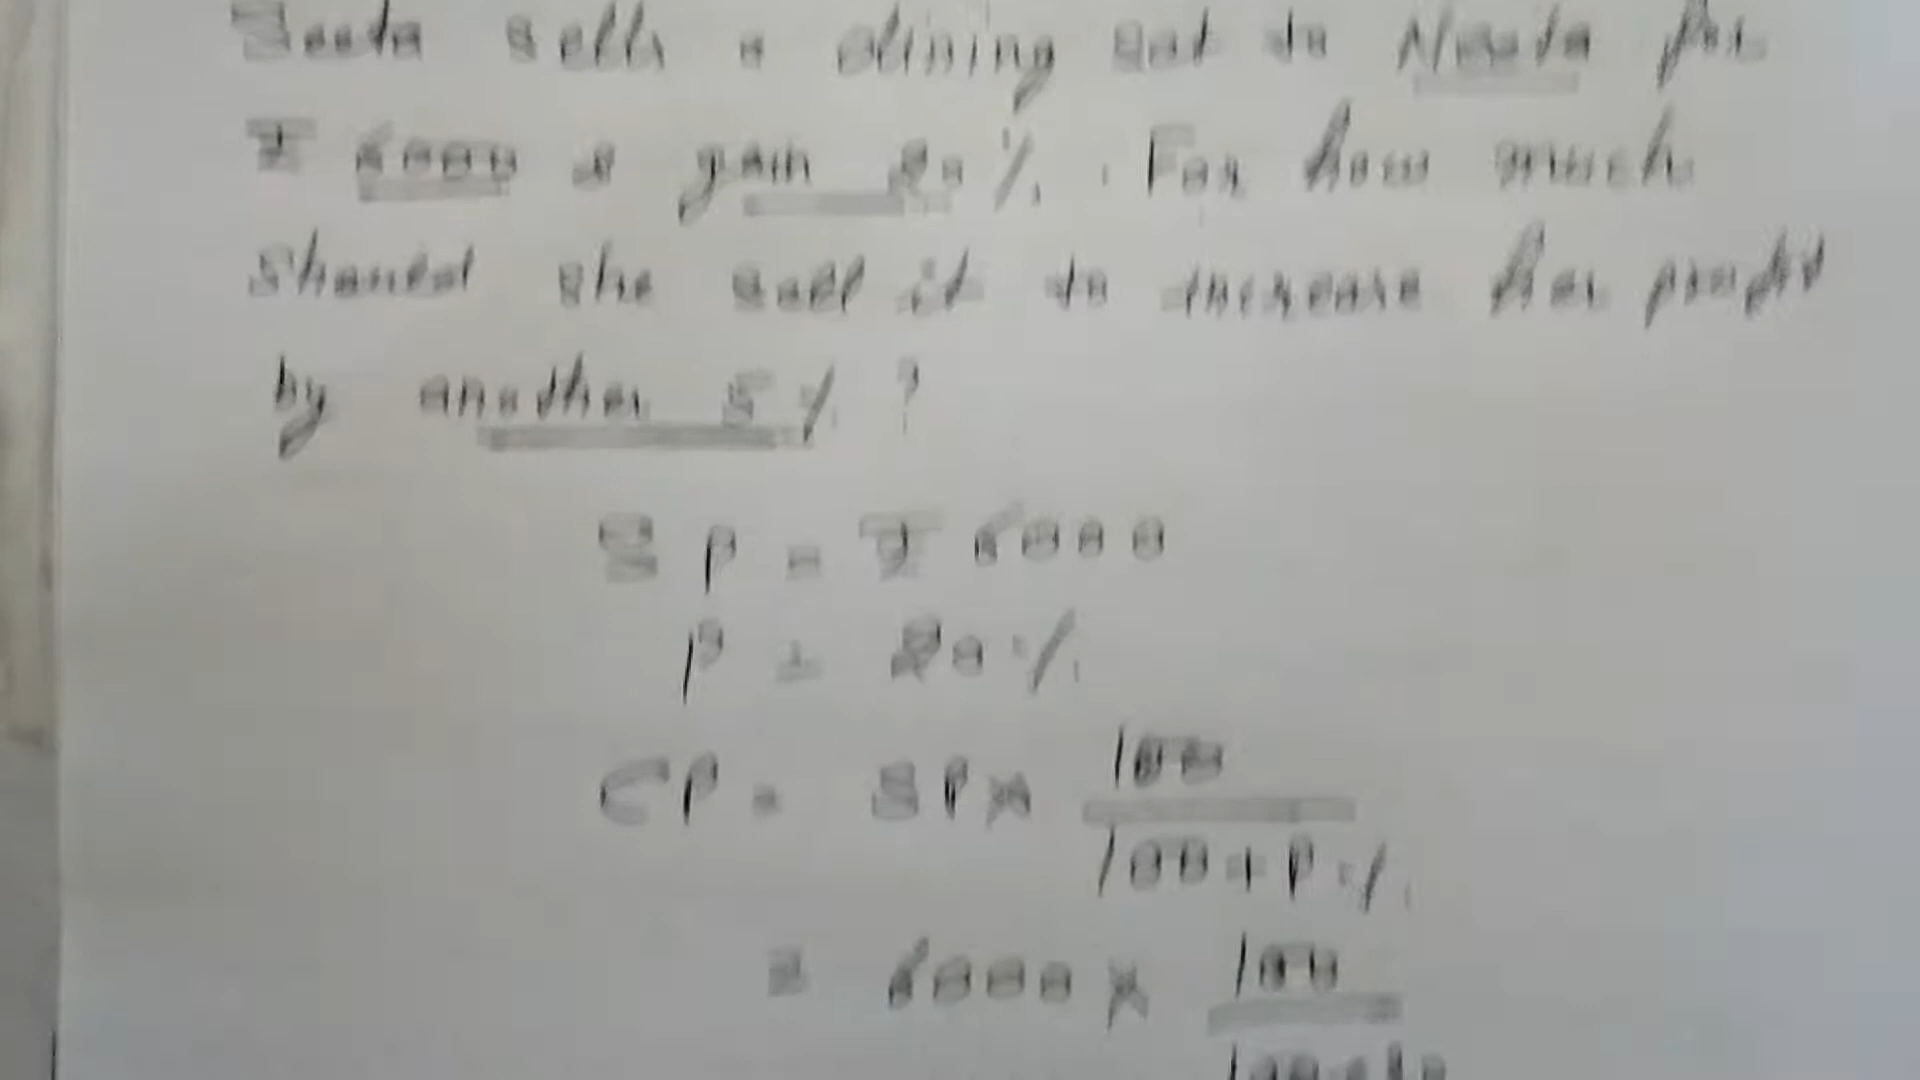 Seeta sells a dining set to Neeta for
₹ 6000 & gain 20%. For how much
should she sell it to increase her profit
by another 5%?
SP = ₹ 6000
P = 20%
CP = SP x 100
100+P%
= 6000 x 100